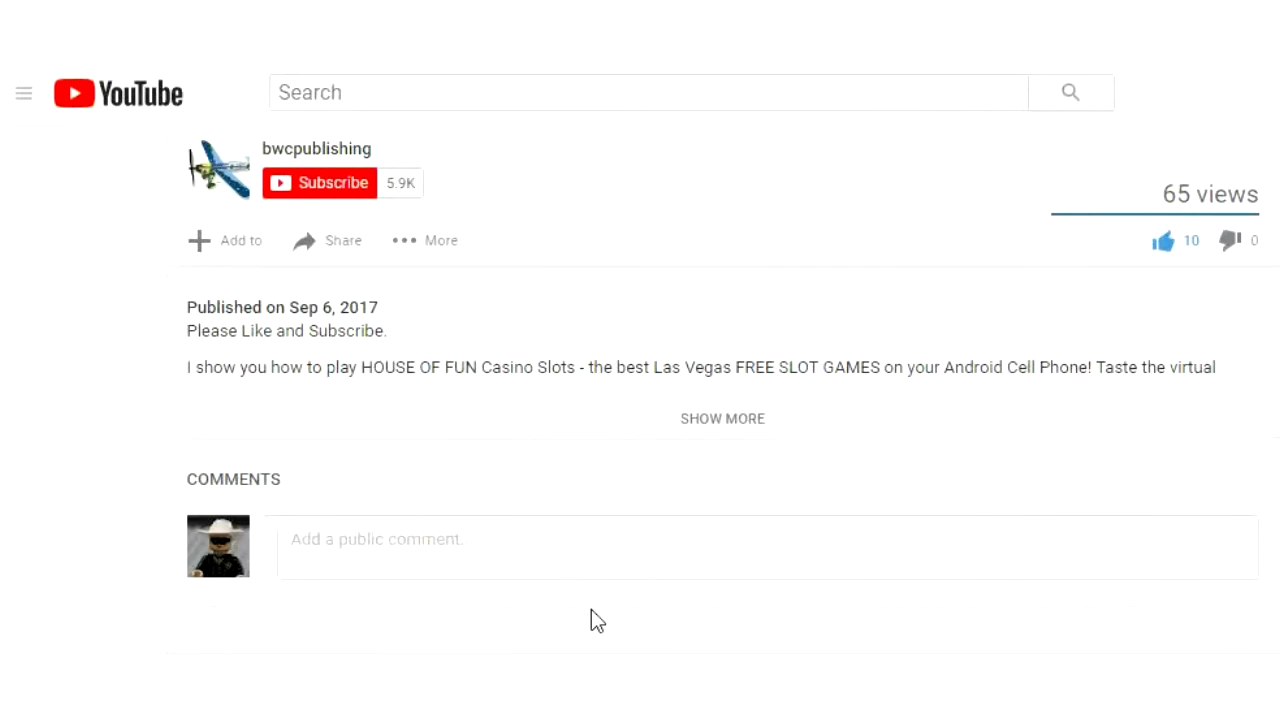 YouTube
Search
bwcpublishing
Subscribe 5.9K
65 views
Add to Share More
10 0
Published on Sep 6, 2017
Please Like and Subscribe.
I show you how to play HOUSE OF FUN Casino Slots - the best Las Vegas FREE SLOT GAMES on your Android Cell Phone! Taste the virtual
SHOW MORE
COMMENTS
Add a public comment.